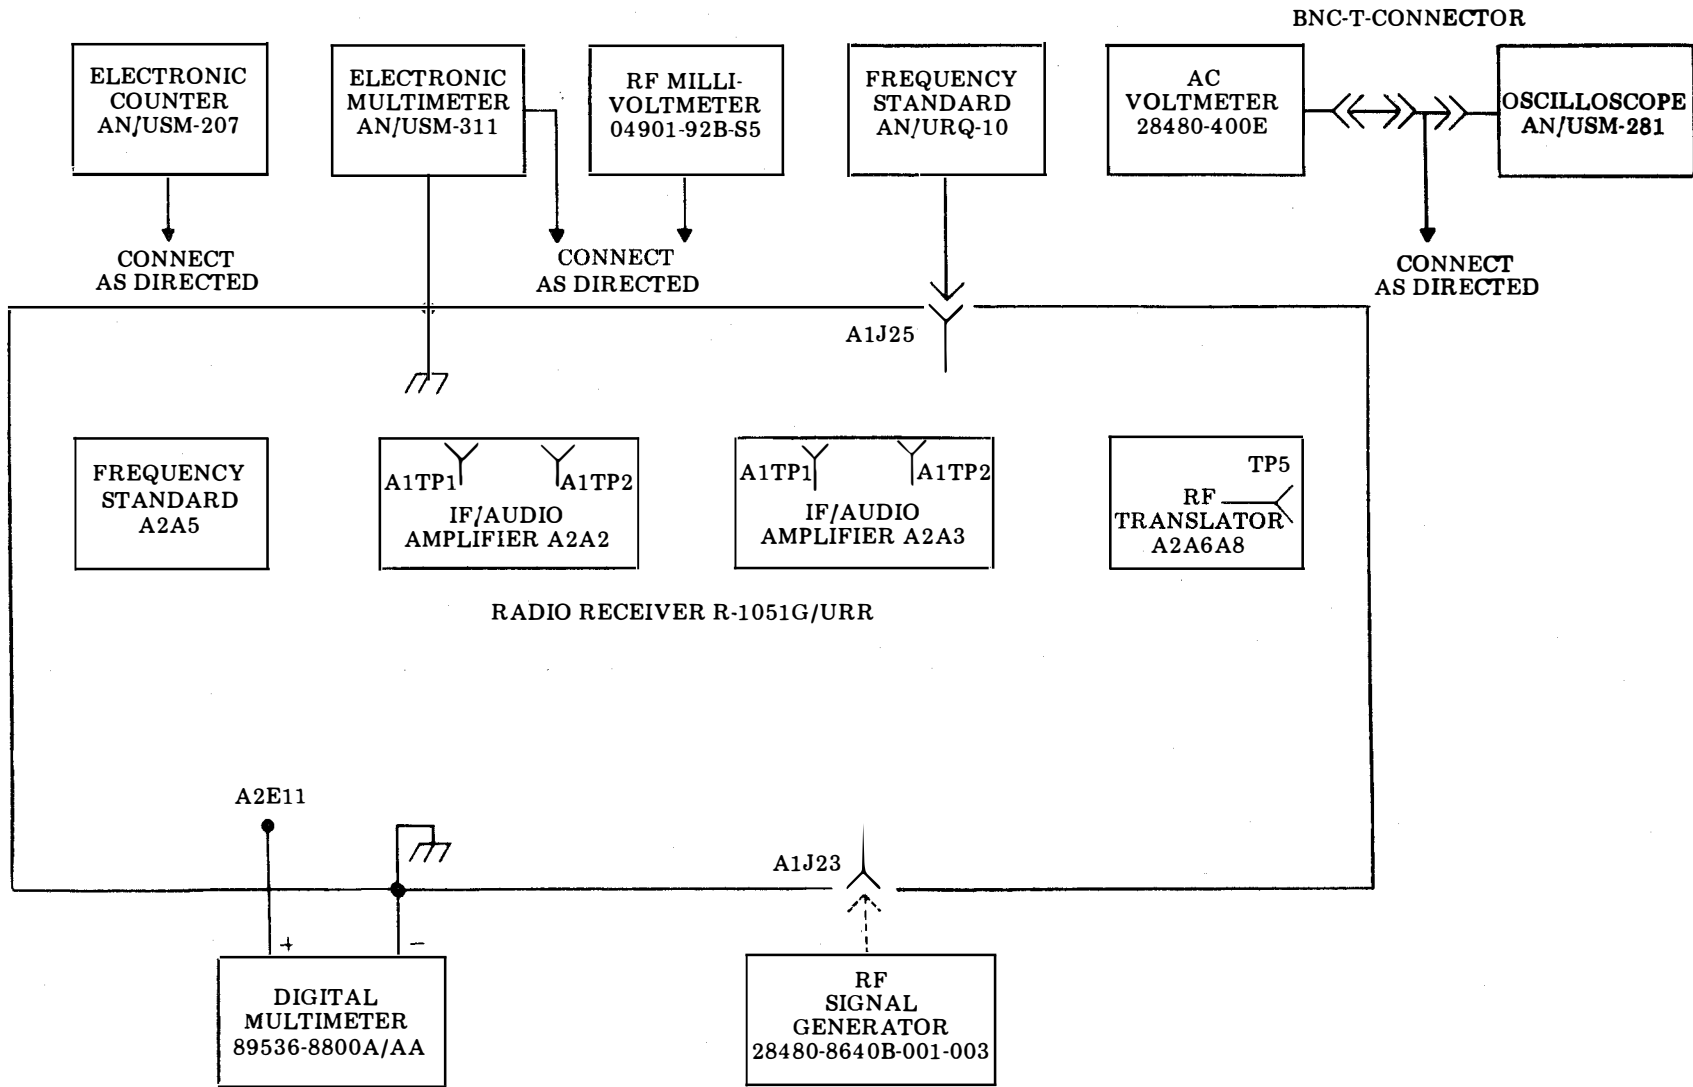 BNC-T-CONNECTOR
ELECTRONIC
COUNTER
AN/USM-207
ELECTRONIC
MULTIMETER
AN/USM-311
RF MILLI-
VOLTMETER
04901-92B-S5
FREQUENCY
STANDARD
AN/URQ-10
AC
VOLTMETER
28480-400E
OSCILLOSCOPE
AN/USM-281
CONNECT
AS DIRECTED
CONNECT
AS DIRECTED
CONNECT
AS DIRECTED
A1J25
FREQUENCY
STANDARD
A2A5
A1TP1
A1TP2
IF/AUDIO
AMPLIFIER A2A2
A1TP1
A1TP2
IF/AUDIO
AMPLIFIER A2A3
TP5
RF
TRANSLATOR
A2A6A8
RADIO RECEIVER R-1051G/URR
A2E11
A1J23
+
−
DIGITAL
MULTIMETER
89536-8800A/AA
RF
SIGNAL
GENERATOR
28480-8640B-001-003